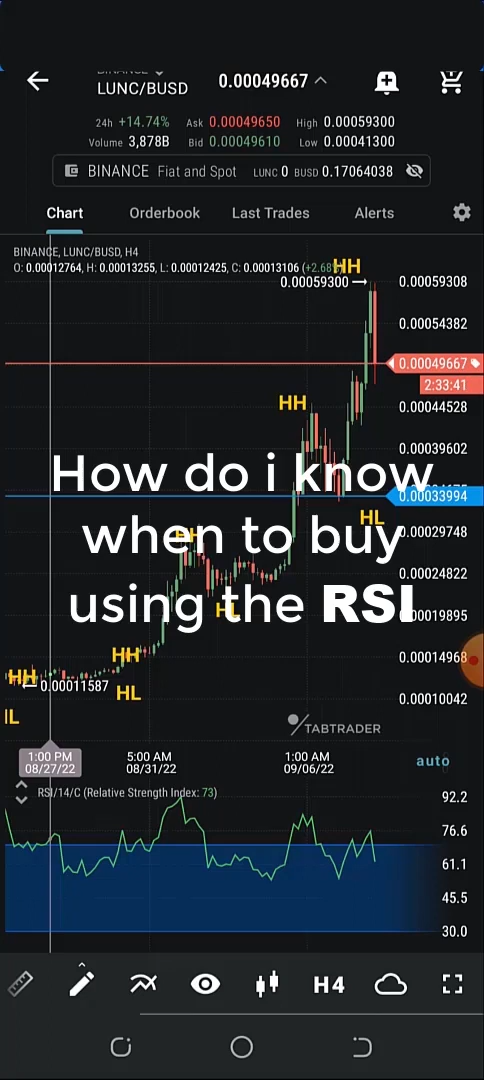 LUNC/BUSD
0.00049667
24h +14.74% Ask 0.00049650 High 0.00059300
Volume 3,878B Bid 0.00049610 Low 0.00041300
BINANCE Fiat and Spot LUNC 0 BUSD 0.17064038
Chart Orderbook Last Trades Alerts
BINANCE, LUNC/BUSD, H4
O: 0.00012764, H: 0.00013255, L: 0.00012425, C: 0.00013106
HH
0.00059300
0.00059308
0.00054382
0.00049667
2:33:41
HH
0.00044528
0.00039602
How do i know
0.00033994
when to buy
HL
0.00029748
0.00024822
using the RSI
0.00019895
HH
0.00014968
HH
0.00011587
HL
0.00010042
TABTRADER
1:00 PM 5:00 AM 1:00 AM
08/27/22 08/31/22 09/06/22
auto
RSI/14/C (Relative Strength Index: 73)
92.2
76.6
61.1
45.5
30.0
H4